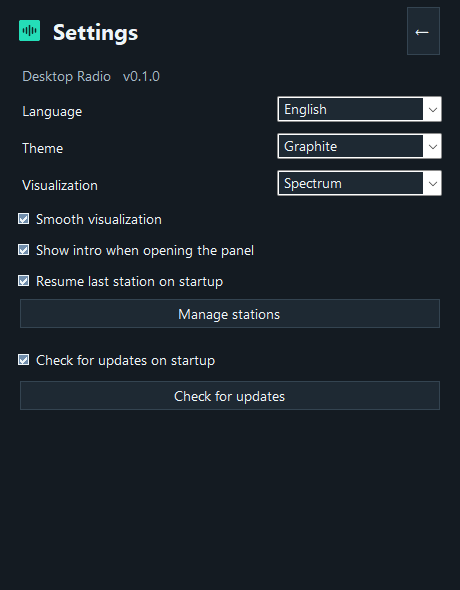 Settings
←
Desktop Radio v0.1.0
Language English
Theme Graphite
Visualization Spectrum
Smooth visualization
Show intro when opening the panel
Resume last station on startup
Manage stations
Check for updates on startup
Check for updates